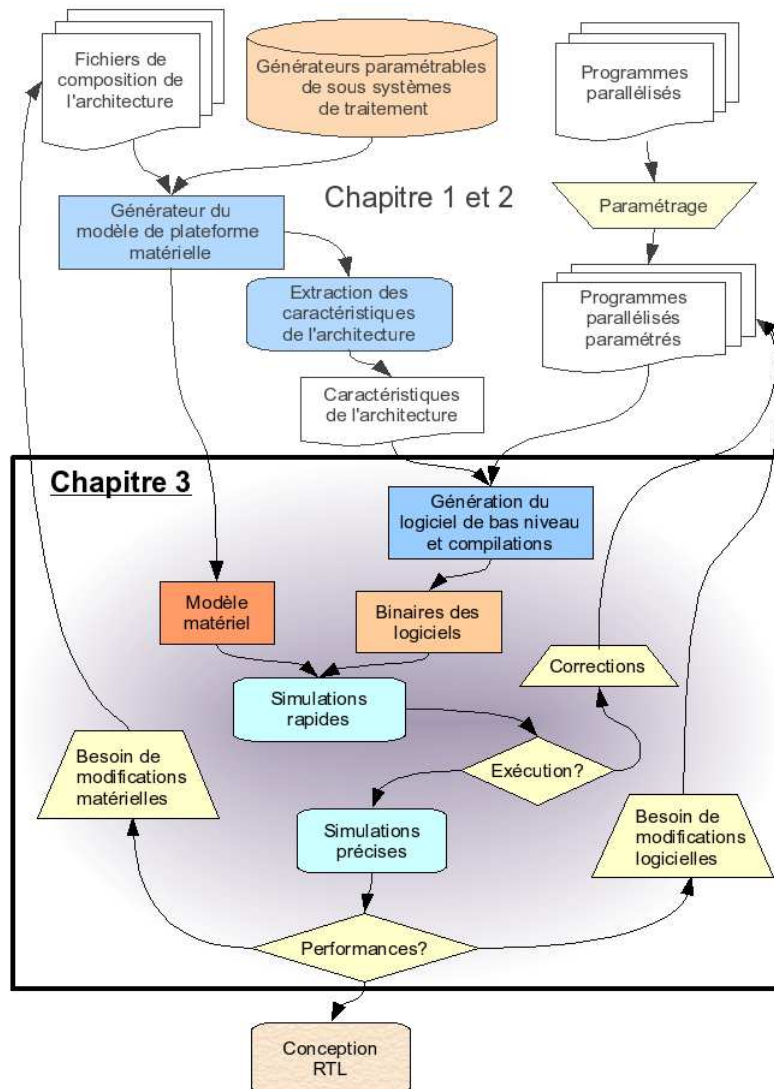 Fichiers de
composition de
l'architecture
Générateurs paramétrables
de sous systèmes
de traitement
Programmes
parallélisés
Chapitre 1 et 2
Générateur du
modèle de plateforme
matérielle
Paramétrage
Extraction des
caractéristiques
de l'architecture
Programmes
parallélisés
paramétrés
Caractéristiques
de l'architecture
Chapitre 3
Génération du
logiciel de bas niveau
et compilations
Modèle
matériel
Binaires des
logiciels
Corrections
Simulations
rapides
Exécution?
Besoin de
modifications
matérielles
Simulations
précises
Besoin de
modifications
logicielles
Performances?
Conception
RTL